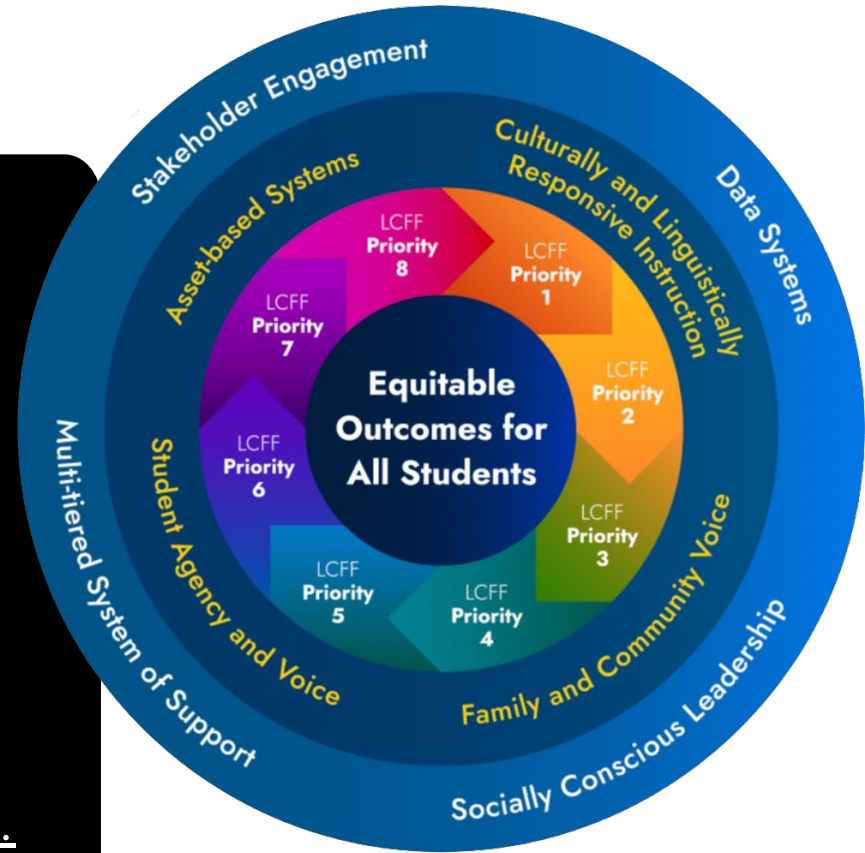 Stakeholder Engagement
Data Systems
Socially Conscious Leadership
Multi-tiered System of Support
Asset-based Systems
Culturally and Linguistically
Responsive Instruction
Family and Community Voice
Student Agency and Voice
LCFF
Priority
1
LCFF
Priority
2
LCFF
Priority
3
LCFF
Priority
4
LCFF
Priority
5
LCFF
Priority
6
LCFF
Priority
7
LCFF
Priority
8
Equitable
Outcomes for
All Students